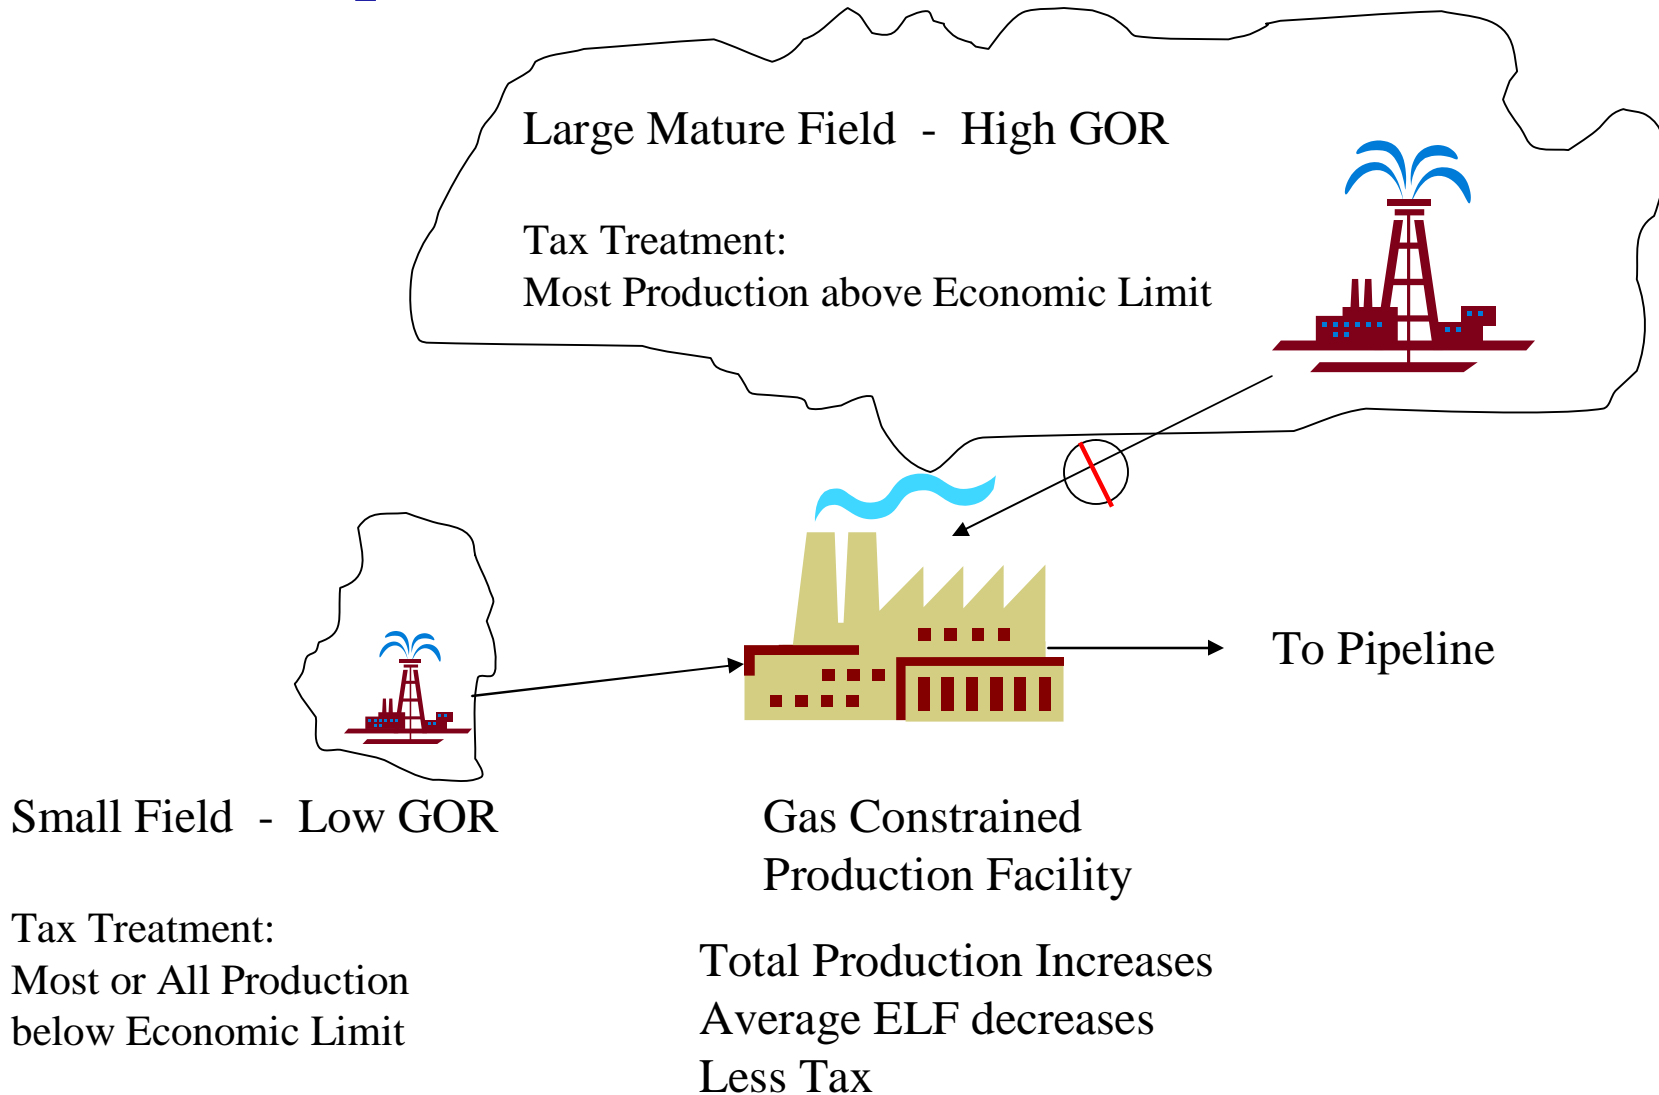 Large Mature Field - High GOR
Tax Treatment:
Most Production above Economic Limit
To Pipeline
Small Field - Low GOR
Tax Treatment:
Most or All Production
below Economic Limit
Gas Constrained
Production Facility
Total Production Increases
Average ELF decreases
Less Tax